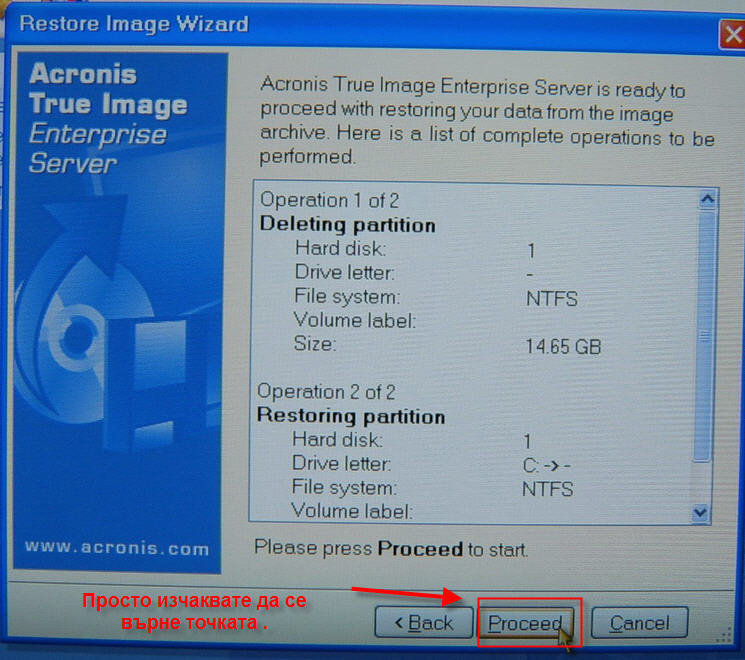 Restore Image Wizard
Acronis
True Image
Enterprise
Server
Acronis True Image Enterprise Server is ready to
proceed with restoring your data from the image
archive. Here is a list of complete operations to be
performed.
Operation 1 of 2
Deleting partition
Hard disk: 1
Drive letter: -
File system: NTFS
Volume label:
Size: 14.65 GB
Operation 2 of 2
Restoring partition
Hard disk: 1
Drive letter: C: -> -
File system: NTFS
Volume label:
www.acronis.com
Please press Proceed to start.
Просто изчаквате да се
върне точката .
< Back
Proceed
Cancel